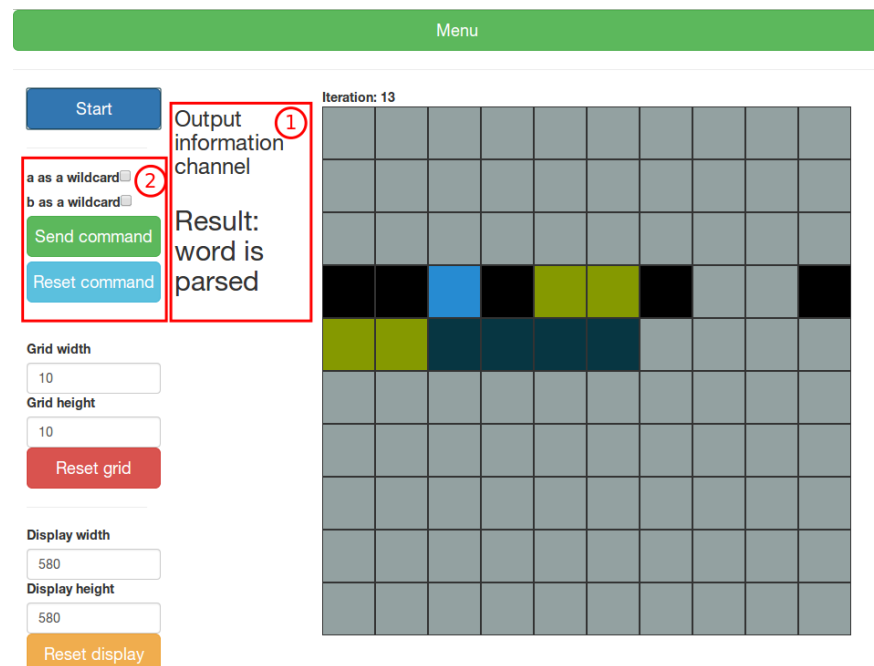 Menu
Start
a as a wildcard
b as a wildcard
2
Send command
Reset command
Grid width
10
Grid height
10
Reset grid
Display width
580
Display height
580
Reset display
Output
information
channel
1
Result:
word is
parsed
Iteration: 13